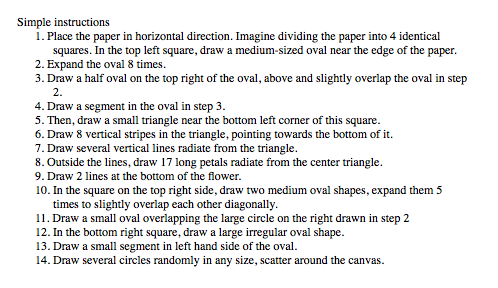 Simple instructions
1. Place the paper in horizontal direction. Imagine dividing the paper into 4 identical
squares. In the top left square, draw a medium-sized oval near the edge of the paper.
2. Expand the oval 8 times.
3. Draw a half oval on the top right of the oval, above and slightly overlap the oval in step
2.
4. Draw a segment in the oval in step 3.
5. Then, draw a small triangle near the bottom left corner of this square.
6. Draw 8 vertical stripes in the triangle, pointing towards the bottom of it.
7. Draw several vertical lines radiate from the triangle.
8. Outside the lines, draw 17 long petals radiate from the center triangle.
9. Draw 2 lines at the bottom of the flower.
10. In the square on the top right side, draw two medium oval shapes, expand them 5
times to slightly overlap each other diagonally.
11. Draw a small oval overlapping the large circle on the right drawn in step 2
12. In the bottom right square, draw a large irregular oval shape.
13. Draw a small segment in left hand side of the oval.
14. Draw several circles randomly in any size, scatter around the canvas.